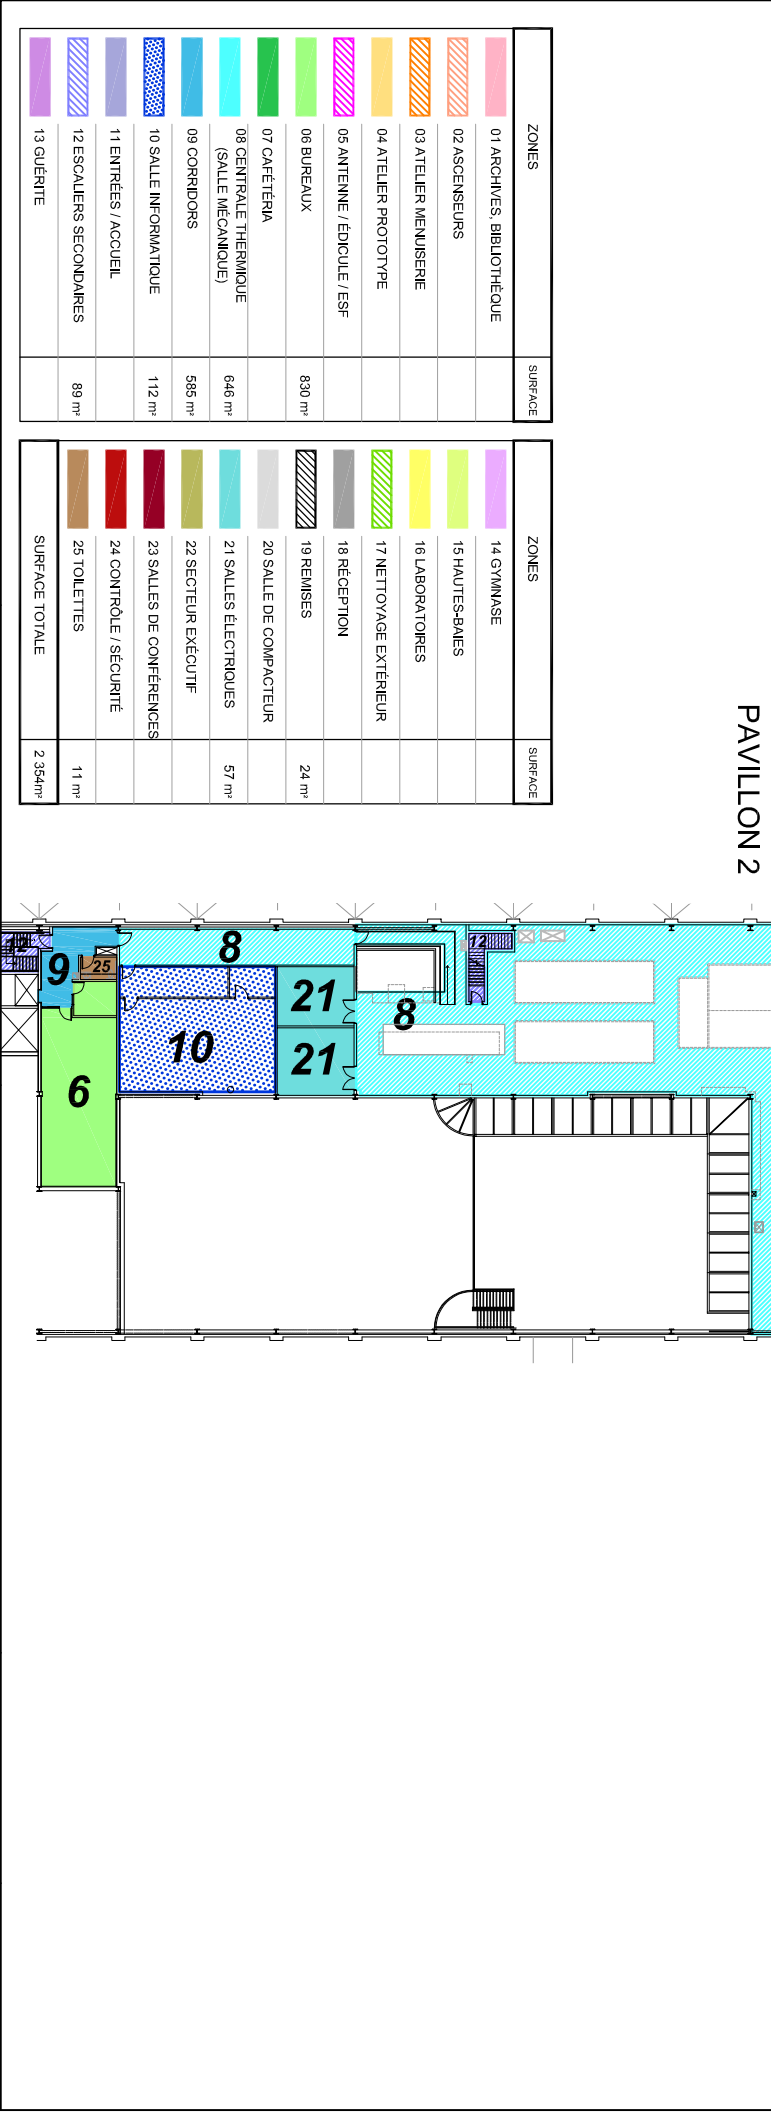 PAVILLON 2
ZONES SURFACE
01 ARCHIVES, BIBLIOTHÈQUE
02 ASCENSEURS
03 ATELIER MENUISERIE
04 ATELIER PROTOTYPE
05 ANTENNE / ÉDICULE / ESF
06 BUREAUX 830 m²
07 CAFÉTÉRIA
08 CENTRALE THERMIQUE
(SALLE MÉCANIQUE) 646 m²
09 CORRIDORS 585 m²
10 SALLE INFORMATIQUE 112 m²
11 ENTRÉES / ACCUEIL
12 ESCALIERS SECONDAIRES 89 m²
13 GUÉRITE
ZONES SURFACE
14 GYMNASE
15 HAUTES-BAIES
16 LABORATOIRES
17 NETTOYAGE EXTÉRIEUR
18 RÉCEPTION
19 REMISES 24 m²
20 SALLE DE COMPACTEUR
21 SALLES ÉLECTRIQUES 57 m²
22 SECTEUR EXÉCUTIF
23 SALLES DE CONFÉRENCES
24 CONTRÔLE / SÉCURITÉ
25 TOILETTES 11 m²
SURFACE TOTALE 2 354m²
12
8
12
9
25
21
8
10
21
6